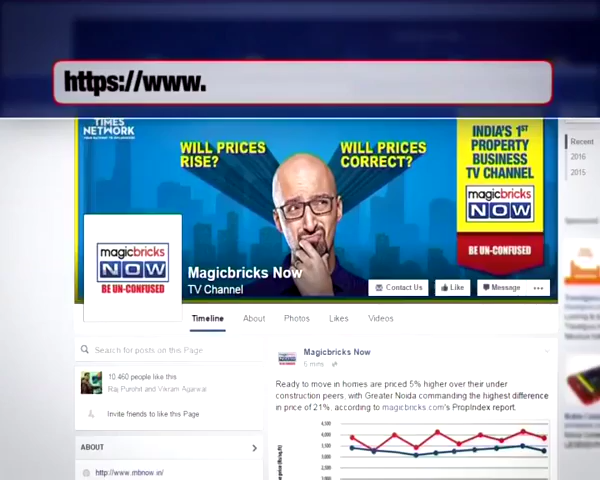 https://www.
TIMES
NETWORK
WILL PRICES
RISE?
WILL PRICES
CORRECT?
INDIA'S 1ST
PROPERTY
BUSINESS
TV CHANNEL
magicbricks
NOW
BE UN-CONFUSED
magicbricks
NOW
BE UN-CONFUSED
Magicbricks Now
TV Channel
Contact Us
Like
Message
Recent
2016
2015
Timeline
About
Photos
Likes
Videos
Search for posts on this Page
10 460 people like this
Raj Purohit and Vikram Agarwal
Invite friends to like this Page
ABOUT
http://www.mbnow.in/
Magicbricks Now
5 mins
Ready to move in homes are priced 5% higher over their under
construction peers, with Greater Noida commanding the highest difference
in price of 21%, according to magicbricks.com's PropIndex report.
4,500
4,000
3,500
3,000